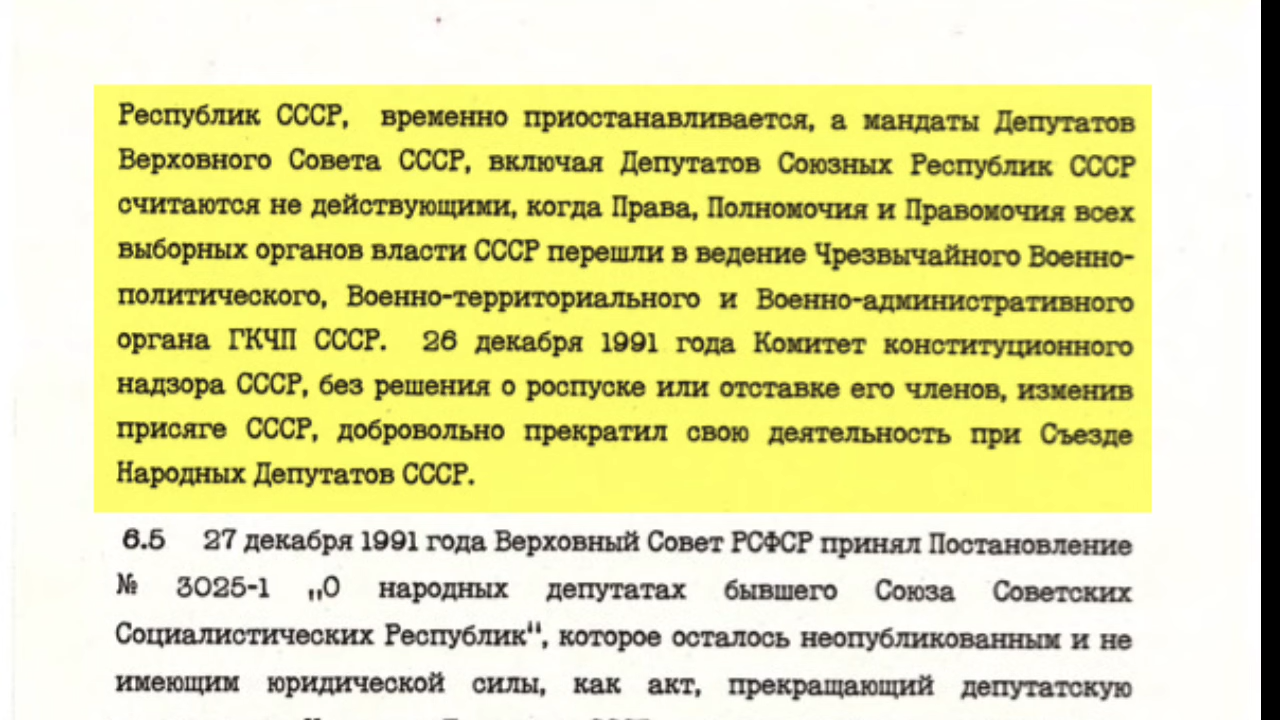 Республик СССР, временно приостанавливается, а мандаты Депутатов
Верховного Совета СССР, включая Депутатов Союзных Республик СССР
считаются не действующими, когда Права, Полномочия и Правомочия всех
выборных органов власти СССР перешли в ведение Чрезвычайного Военно-
политического, Военно-территориального и Военно-административного
органа ГКЧП СССР. 26 декабря 1991 года Комитет конституционного
надзора СССР, без решения о роспуске или отставке его членов, изменив
присяге СССР, добровольно прекратил свою деятельность при Съезде
Народных Депутатов СССР.
6.5 27 декабря 1991 года Верховный Совет РСФСР принял Постановление
№ 3025-1 „О народных депутатах бывшего Союза Советских
Социалистических Республик“, которое осталось неопубликованным и не
имеющим юридической силы, как акт, прекращающий депутатскую